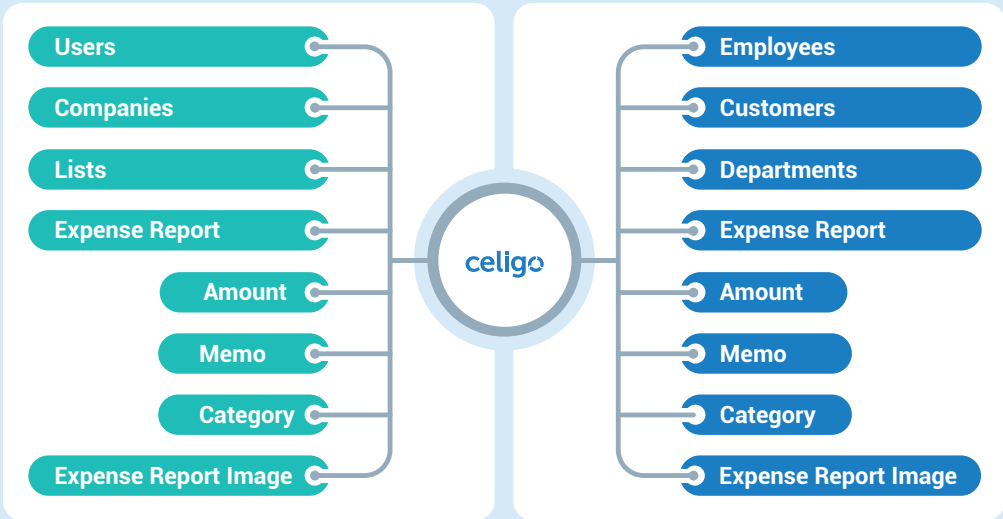 Users
Companies
Lists
Expense Report
Amount
Memo
Category
Expense Report Image
celigo
Employees
Customers
Departments
Expense Report
Amount
Memo
Category
Expense Report Image